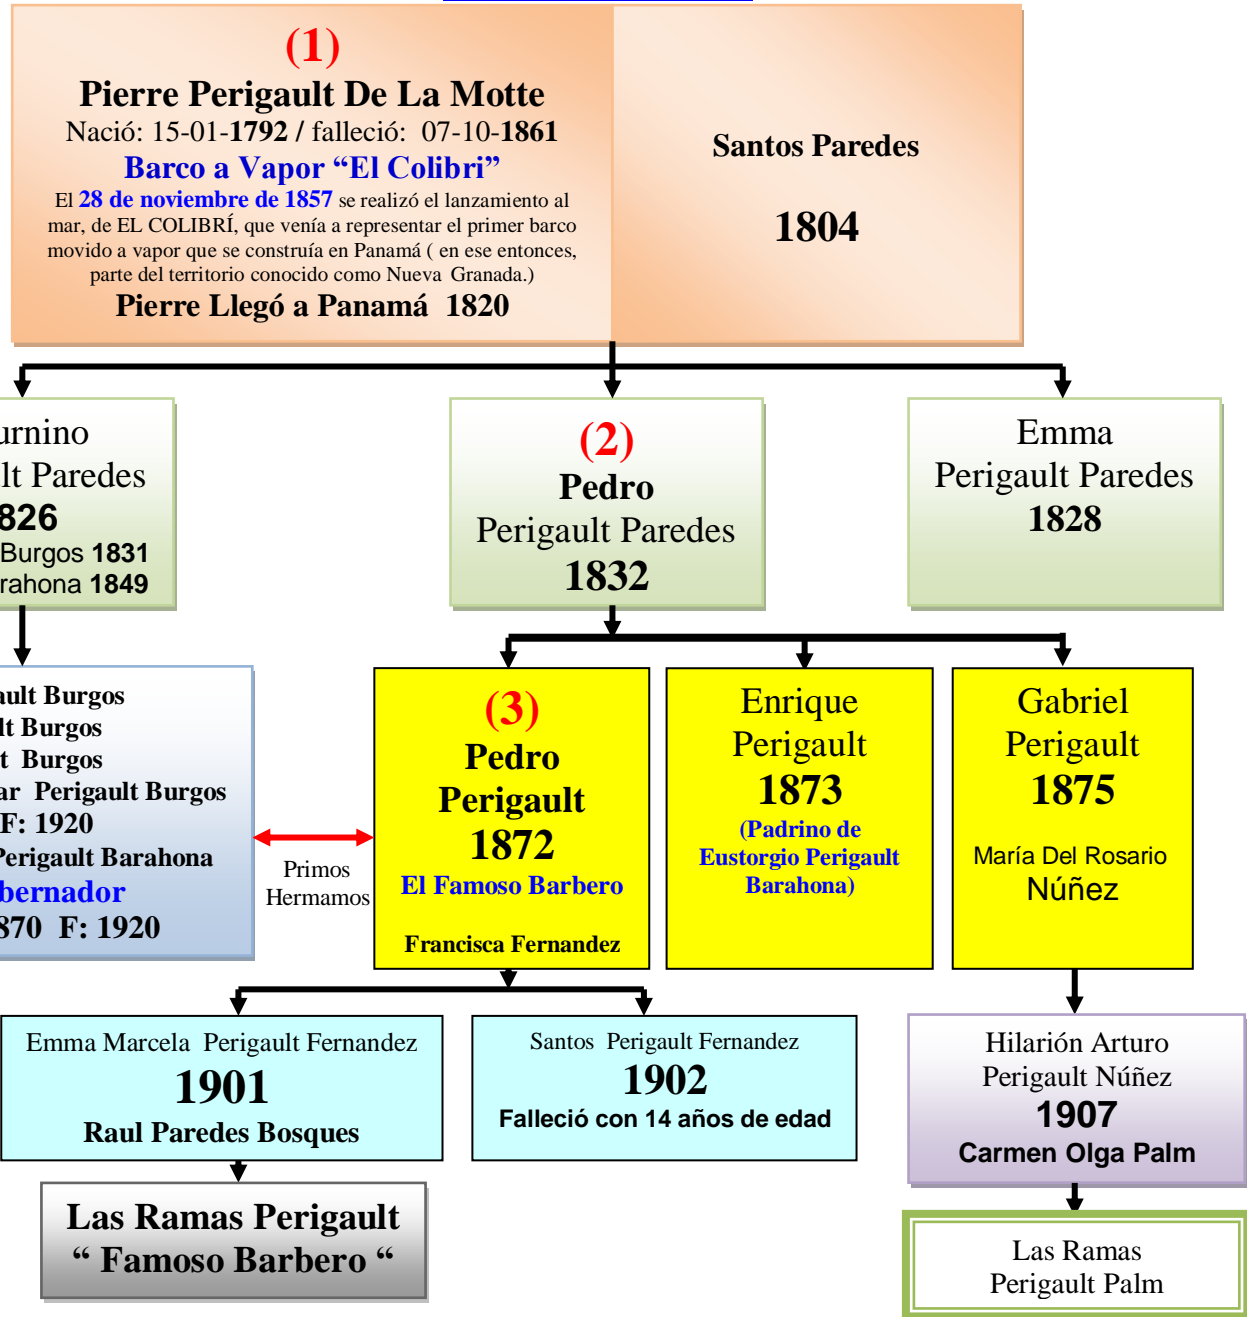 (1)
Pierre Perigault De La Motte
Nació: 15-01-1792 / falleció: 07-10-1861
Barco a Vapor “El Colibri”
El 28 de noviembre de 1857 se realizó el lanzamiento al
mar, de EL COLIBRÍ, que venía a representar el primer barco
movido a vapor que se construía en Panamá ( en ese entonces,
parte del territorio conocido como Nueva Granada.)
Pierre Llegó a Panamá 1820
Santos Paredes
1804
urnino
lt Paredes
826
Burgos 1831
rahona 1849
(2)
Pedro
Perigault Paredes
1832
Emma
Perigault Paredes
1828
ault Burgos
lt Burgos
t Burgos
ar Perigault Burgos
F: 1920
Perigault Barahona
bernador
870 F: 1920
Primos
Hermamos
(3)
Pedro
Perigault
1872
El Famoso Barbero
Francisca Fernandez
Enrique
Perigault
1873
(Padrino de
Eustorgio Perigault
Barahona)
Gabriel
Perigault
1875
María Del Rosario
Núñez
Emma Marcela Perigault Fernandez
1901
Raul Paredes Bosques
Santos Perigault Fernandez
1902
Falleció con 14 años de edad
Hilarión Arturo
Perigault Núñez
1907
Carmen Olga Palm
Las Ramas Perigault
“ Famoso Barbero “
Las Ramas
Perigault Palm